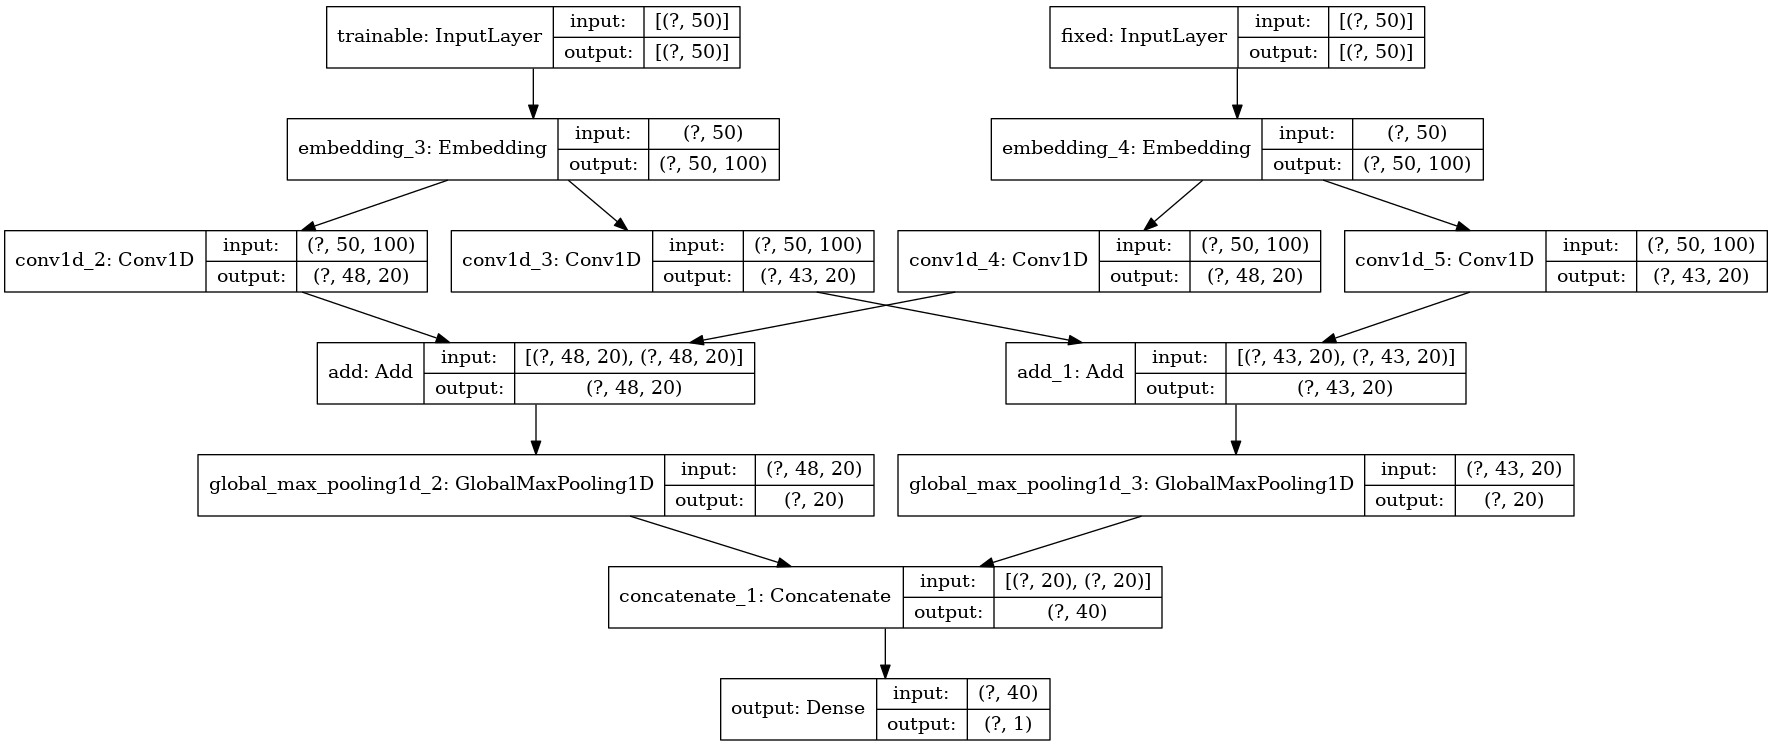 trainable: InputLayer
input:
[(?, 50)]
output:
[(?, 50)]
fixed: InputLayer
input:
[(?, 50)]
output:
[(?, 50)]
embedding_3: Embedding
input:
(?, 50)
output:
(?, 50, 100)
embedding_4: Embedding
input:
(?, 50)
output:
(?, 50, 100)
conv1d_2: Conv1D
input:
(?, 50, 100)
output:
(?, 48, 20)
conv1d_3: Conv1D
input:
(?, 50, 100)
output:
(?, 43, 20)
conv1d_4: Conv1D
input:
(?, 50, 100)
output:
(?, 48, 20)
conv1d_5: Conv1D
input:
(?, 50, 100)
output:
(?, 43, 20)
add: Add
input:
[(?, 48, 20), (?, 48, 20)]
output:
(?, 48, 20)
add_1: Add
input:
[(?, 43, 20), (?, 43, 20)]
output:
(?, 43, 20)
global_max_pooling1d_2: GlobalMaxPooling1D
input:
(?, 48, 20)
output:
(?, 20)
global_max_pooling1d_3: GlobalMaxPooling1D
input:
(?, 43, 20)
output:
(?, 20)
concatenate_1: Concatenate
input:
[(?, 20), (?, 20)]
output:
(?, 40)
output: Dense
input:
(?, 40)
output:
(?, 1)